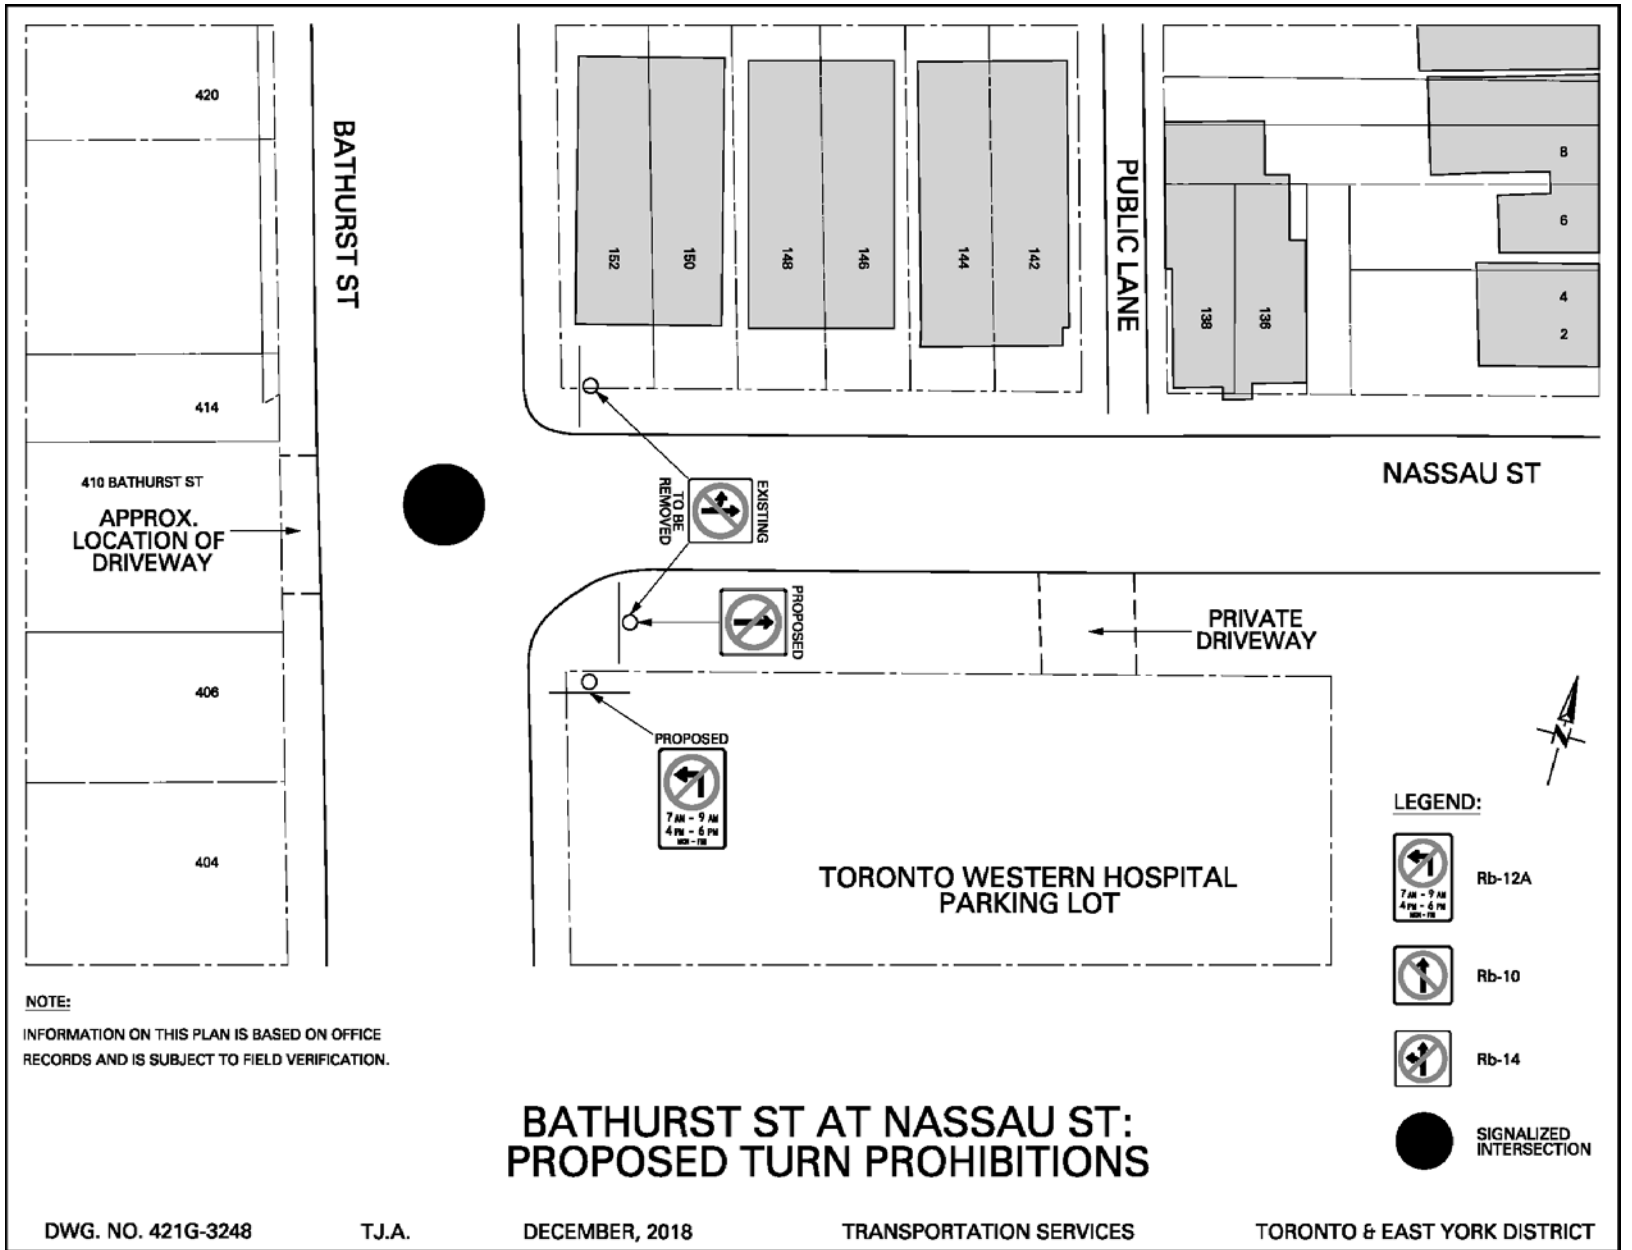 420
BATHURST ST
414
410 BATHURST ST
APPROX.
LOCATION OF
DRIVEWAY
406
404
152
150
148
146
144
142
PUBLIC LANE
138
136
8
6
4
2
NASSAU ST
EXISTING
TO BE
REMOVED
PROPOSED
PRIVATE
DRIVEWAY
PROPOSED
7 AM - 9 AM
4 PM - 6 PM
MON - FRI
TORONTO WESTERN HOSPITAL
PARKING LOT
N
LEGEND:
7 AM - 9 AM
4 PM - 6 PM
MON - FRI
Rb-12A
Rb-10
Rb-14
SIGNALIZED
INTERSECTION
NOTE:
INFORMATION ON THIS PLAN IS BASED ON OFFICE
RECORDS AND IS SUBJECT TO FIELD VERIFICATION.
BATHURST ST AT NASSAU ST:
PROPOSED TURN PROHIBITIONS
DWG. NO. 421G-3248 T.J.A. DECEMBER, 2018 TRANSPORTATION SERVICES TORONTO & EAST YORK DISTRICT